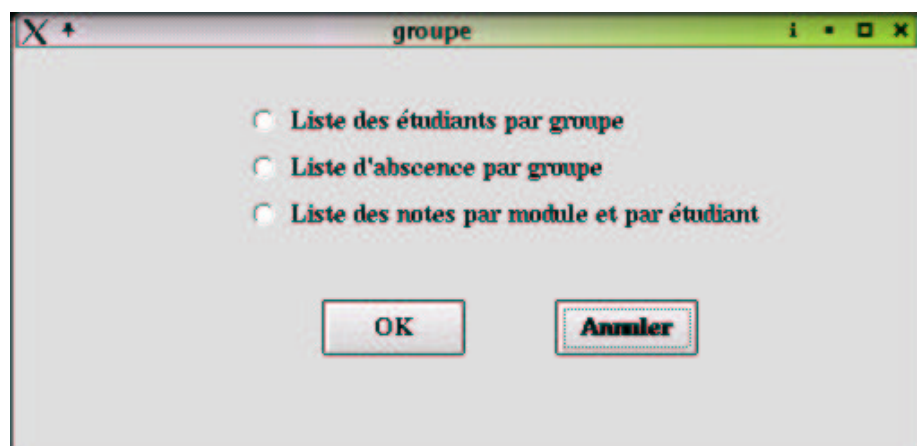 groupe
Liste des étudiants par groupe
Liste d'abscence par groupe
Liste des notes par module et par étudiant
OK Annuler